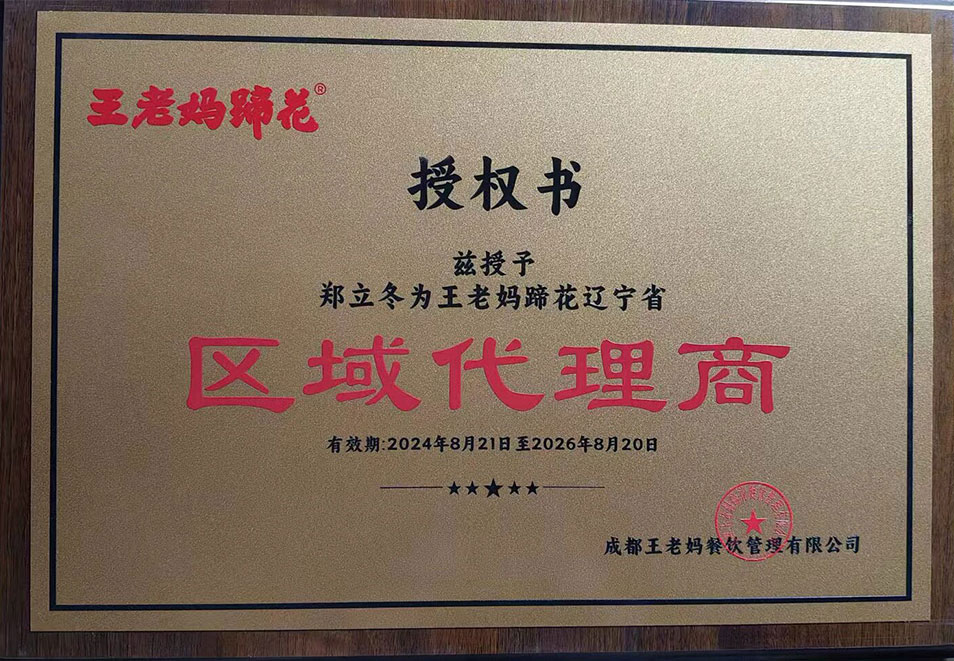 王老妈蹄花®
授权书
兹授予
郑立冬为王老妈蹄花辽宁省
区域代理商
有效期:2024年8月21日至2026年8月20日
成都王老妈餐饮管理有限公司